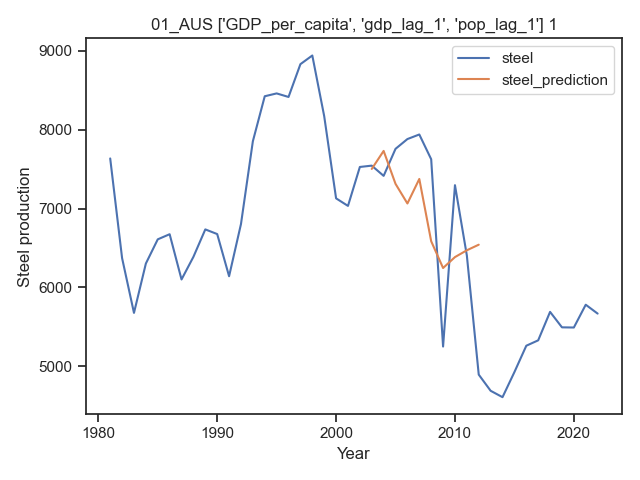 01_AUS ['GDP_per_capita', 'gdp_lag_1', 'pop_lag_1'] 1
steel
steel_prediction
9000
8000
7000
6000
5000
Steel production
1980
1990
2000
2010
2020
Year